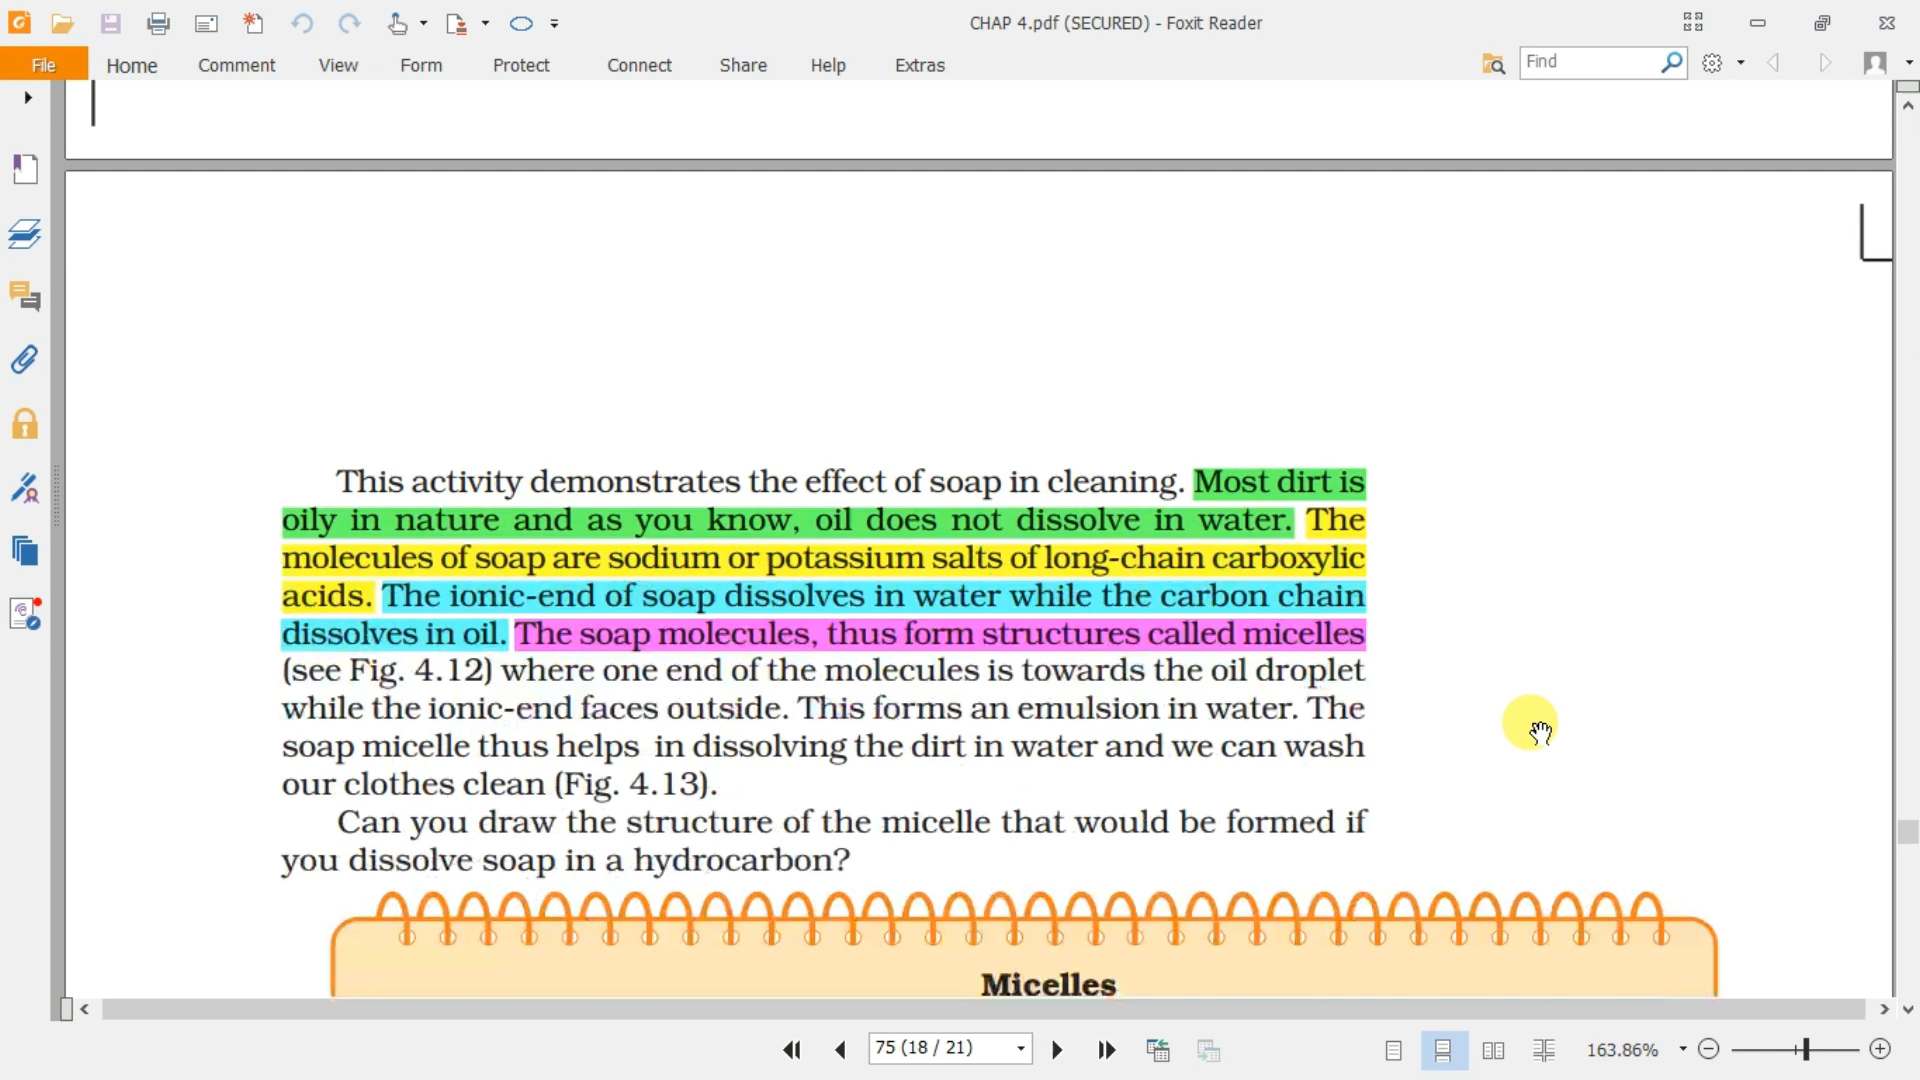 CHAP 4.pdf (SECURED) - Foxit Reader
File Home Comment View Form Protect Connect Share Help Extras
Find
This activity demonstrates the effect of soap in cleaning. Most dirt is
oily in nature and as you know, oil does not dissolve in water. The
molecules of soap are sodium or potassium salts of long-chain carboxylic
acids. The ionic-end of soap dissolves in water while the carbon chain
dissolves in oil. The soap molecules, thus form structures called micelles
(see Fig. 4.12) where one end of the molecules is towards the oil droplet
while the ionic-end faces outside. This forms an emulsion in water. The
soap micelle thus helps in dissolving the dirt in water and we can wash
our clothes clean (Fig. 4.13).
Can you draw the structure of the micelle that would be formed if
you dissolve soap in a hydrocarbon?
Micelles
75 (18 / 21)
163.86%